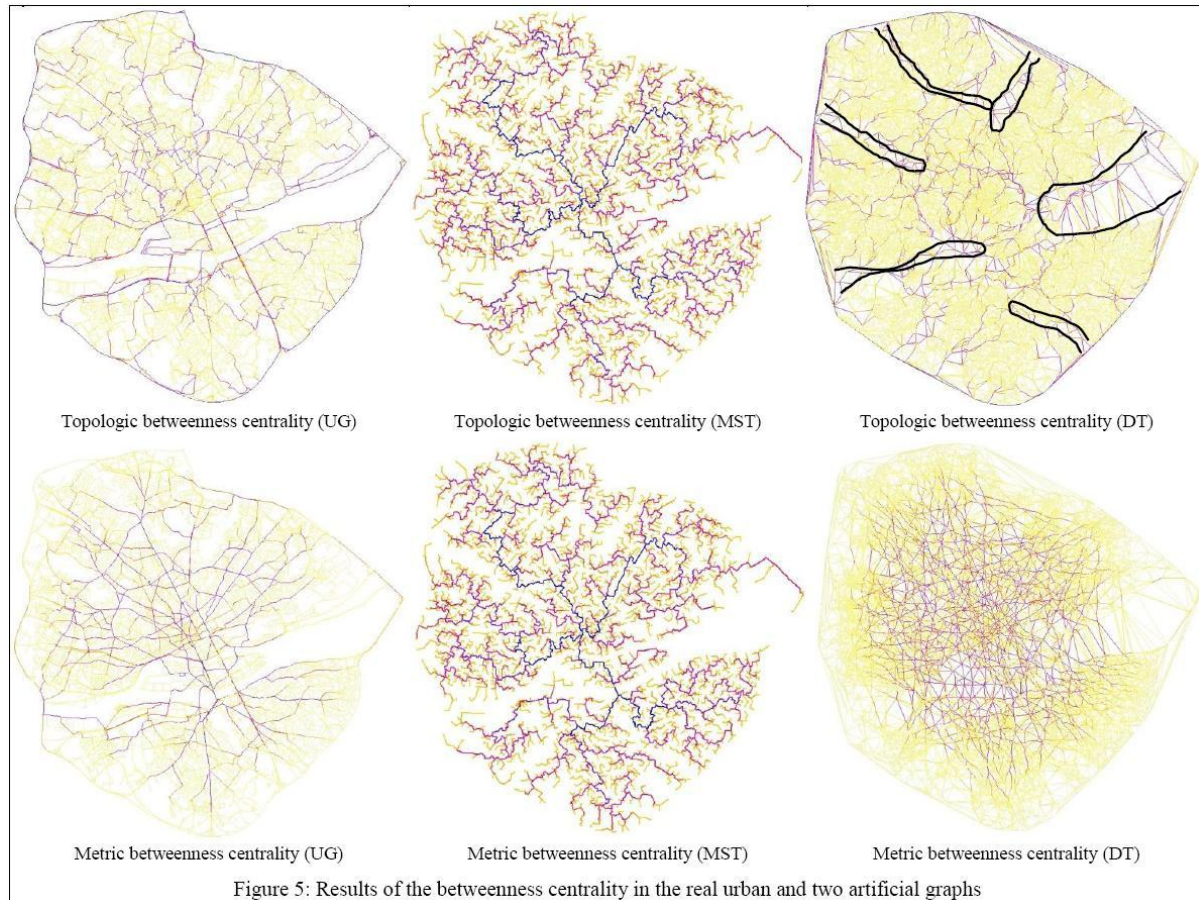 Topologic betweenness centrality (UG)
Topologic betweenness centrality (MST)
Topologic betweenness centrality (DT)
Metric betweenness centrality (UG)
Metric betweenness centrality (MST)
Metric betweenness centrality (DT)
Figure 5: Results of the betweenness centrality in the real urban and two artificial graphs